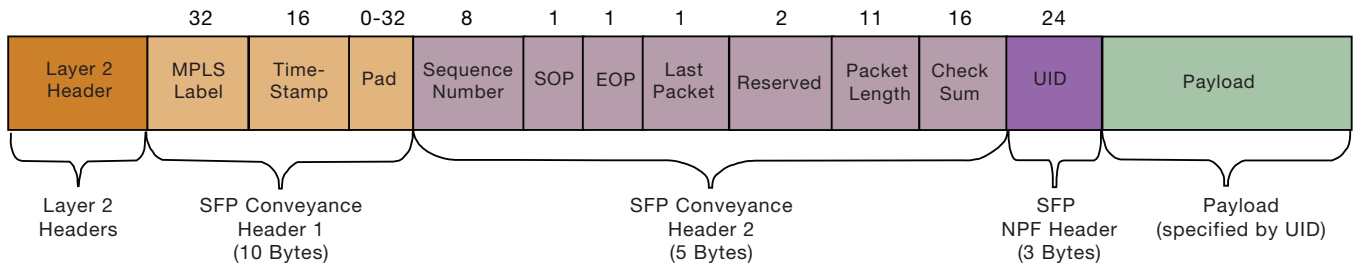 32 16 0-32 8 1 1 1 2 11 16 24
Layer 2
Header
MPLS
Label
Time-
Stamp
Pad
Sequence
Number
SOP
EOP
Last
Packet
Reserved
Packet
Length
Check
Sum
UID
Payload
Layer 2
Headers
SFP Conveyance
Header 1
(10 Bytes)
SFP Conveyance
Header 2
(5 Bytes)
SFP
NPF Header
(3 Bytes)
Payload
(specified by UID)